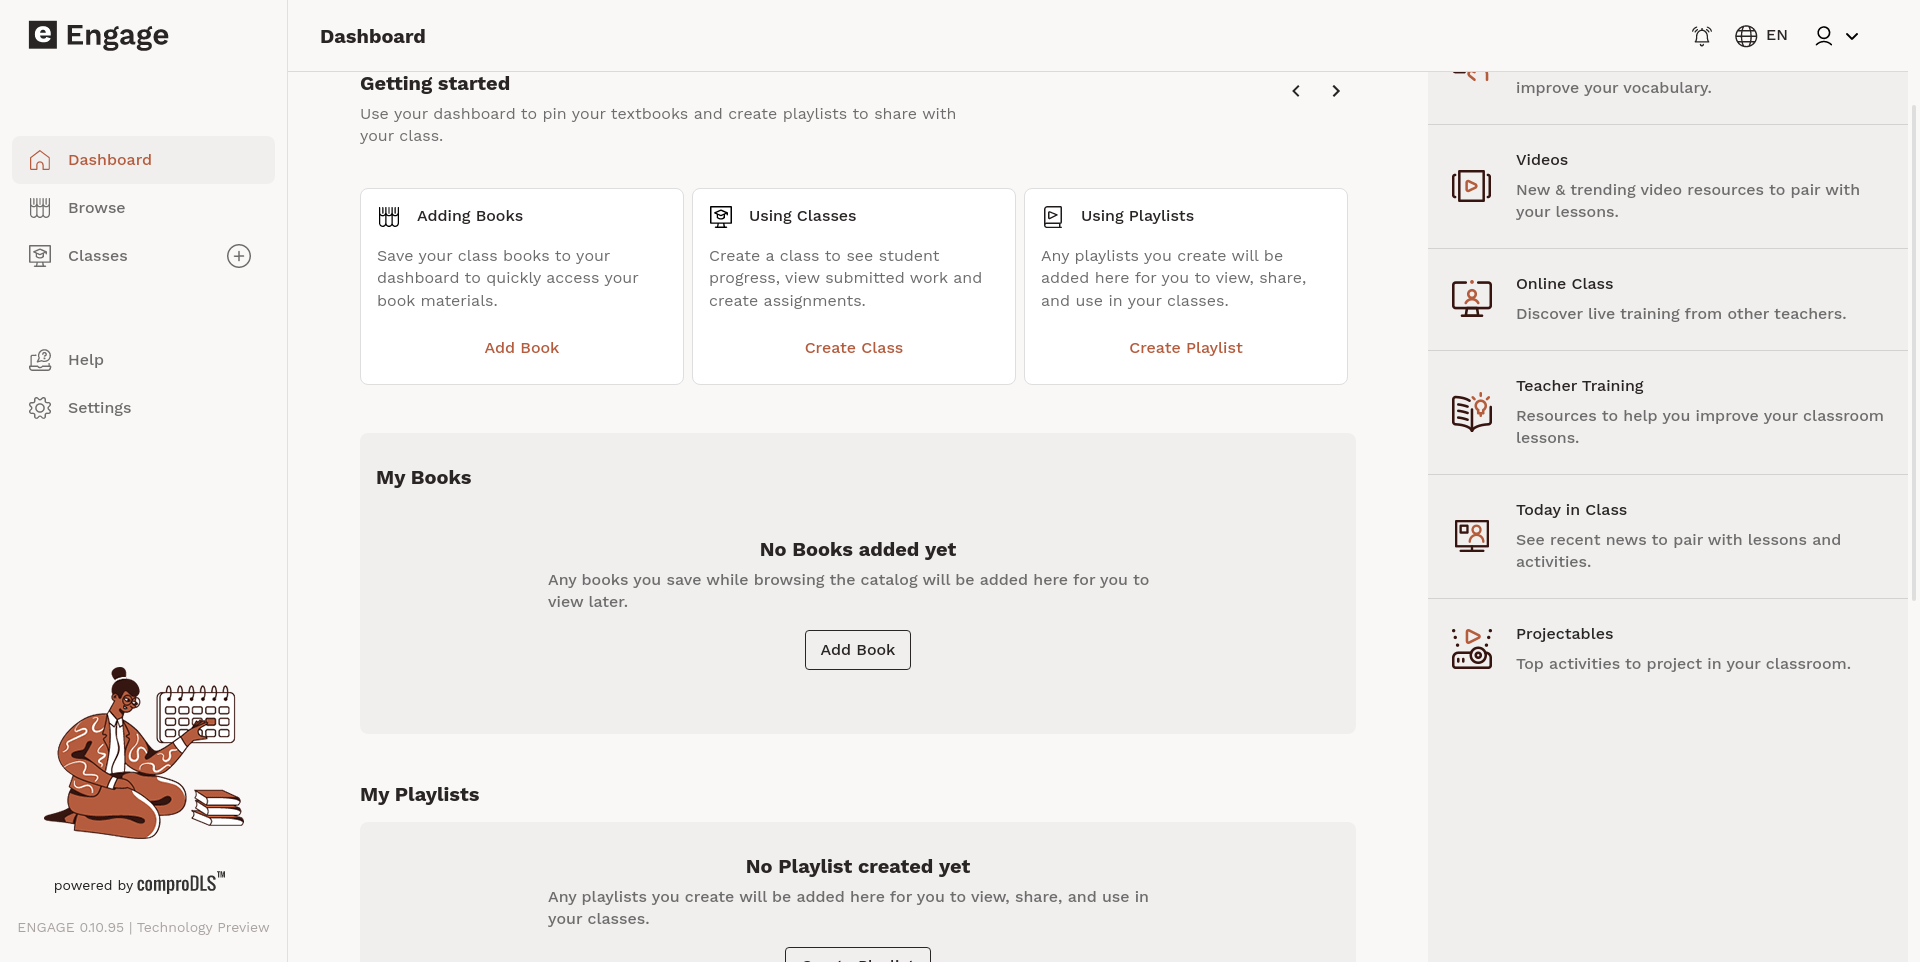 e Engage
Dashboard
Browse
Classes
Help
Settings
powered by comproDLS™
ENGAGE 0.10.95 | Technology Preview
Dashboard
EN
Getting started
Use your dashboard to pin your textbooks and create playlists to share with
your class.
Adding Books
Save your class books to your
dashboard to quickly access your
book materials.
Add Book
Using Classes
Create a class to see student
progress, view submitted work and
create assignments.
Create Class
Using Playlists
Any playlists you create will be
added here for you to view, share,
and use in your classes.
Create Playlist
My Books
No Books added yet
Any books you save while browsing the catalog will be added here for you to
view later.
Add Book
My Playlists
No Playlist created yet
Any playlists you create will be added here for you to view, share, and use in
your classes.
improve your vocabulary.
Videos
New & trending video resources to pair with
your lessons.
Online Class
Discover live training from other teachers.
Teacher Training
Resources to help you improve your classroom
lessons.
Today in Class
See recent news to pair with lessons and
activities.
Projectables
Top activities to project in your classroom.